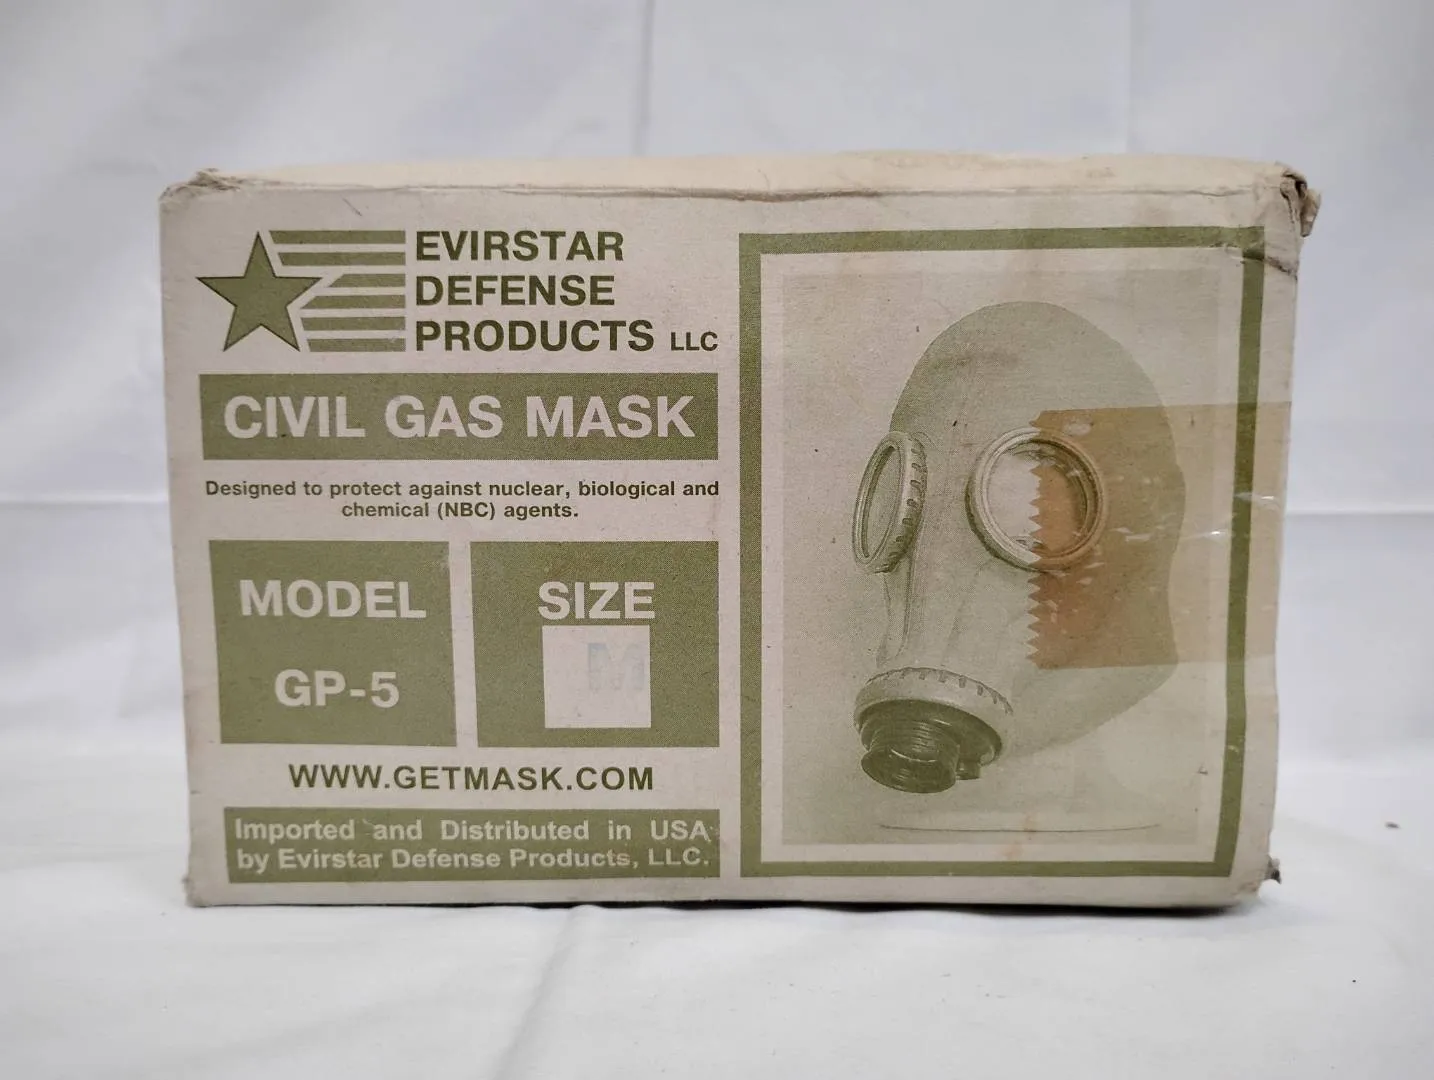 EVIRSTAR
DEFENSE
PRODUCTS LLC
CIVIL GAS MASK
Designed to protect against nuclear, biological and
chemical (NBC) agents.
MODEL
GP-5
SIZE
M
WWW.GETMASK.COM
Imported and Distributed in USA
by Evirstar Defense Products, LLC.